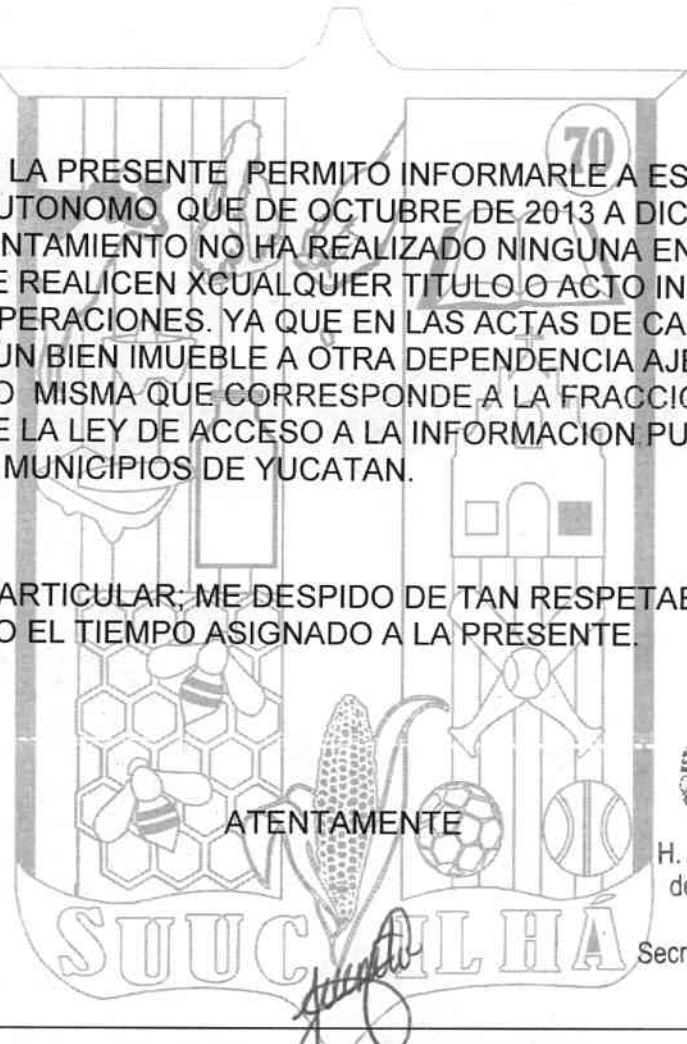 70
LA PRESENTE PERMITO INFORMARLE A ES
UTONOMO QUE DE OCTUBRE DE 2013 A DIC
NTAMIENTO NO HA REALIZADO NINGUNA EN
E REALICEN XCUALQUIER TITULO O ACTO IN
PERACIONES. YA QUE EN LAS ACTAS DE CA
UN BIEN IMUEBLE A OTRA DEPENDENCIA AJE
O MISMA QUE CORRESPONDE A LA FRACCIO
E LA LEY DE ACCESO A LA INFORMACION PU
MUNICIPIOS DE YUCATAN.
ARTICULAR; ME DESPIDO DE TAN RESPETAB
O EL TIEMPO ASIGNADO A LA PRESENTE.
ATENTAMENTE
H.
de
Secr
SUUC ILHÁ